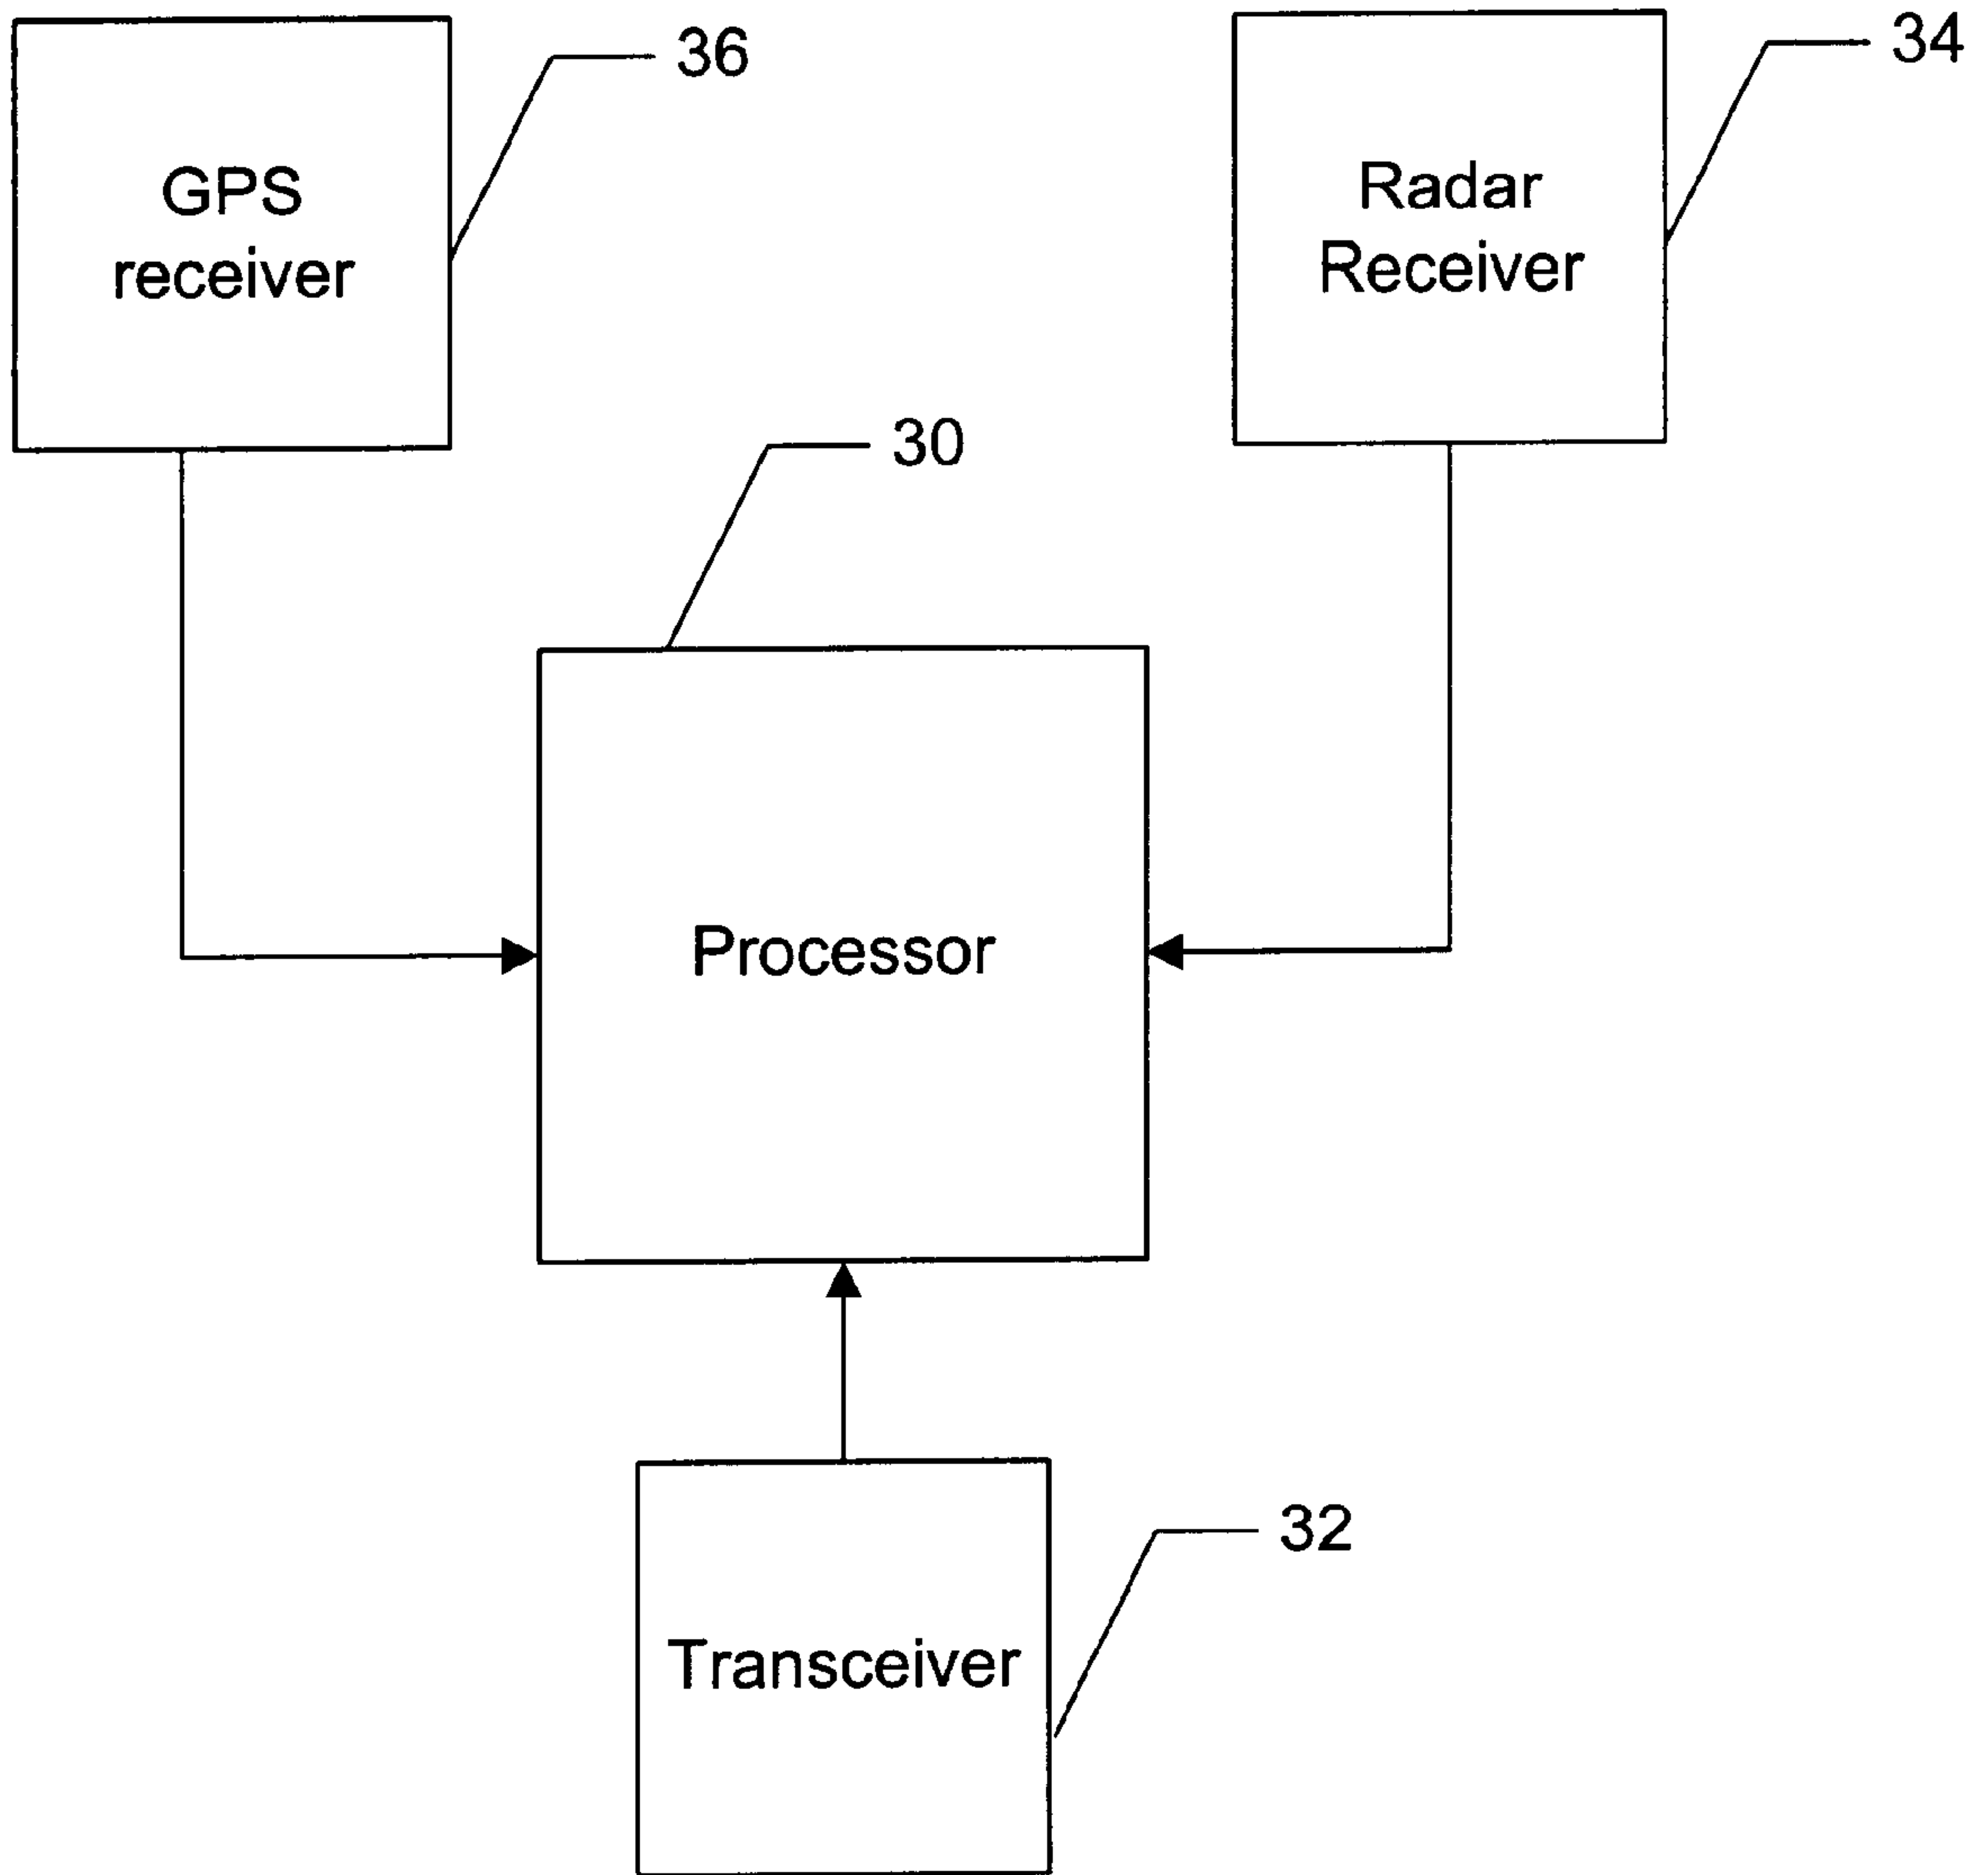 36
34
GPS
receiver
Radar
Receiver
30
Processor
32
Transceiver